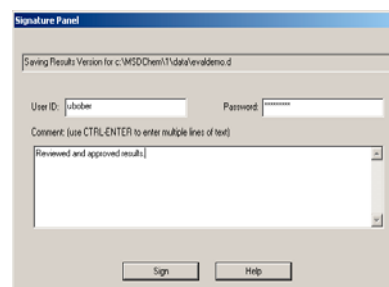 Signature Panel
Saving Results Version for c:\MSDChem\1\data\evaldemo.d
User ID: ubober Password: *********
Comment: (use CTRL-ENTER to enter multiple lines of text)
Reviewed and approved results.
Sign Help